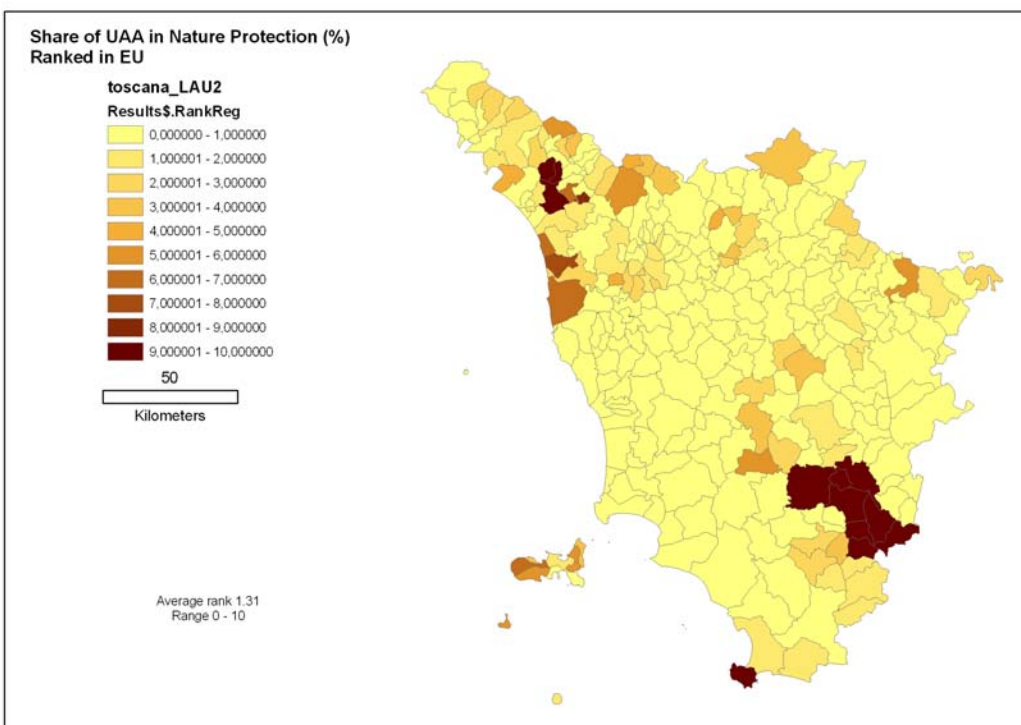 Share of UAA in Nature Protection (%)
Ranked in EU
toscana_LAU2
Results$.RankReg
0,000000 - 1,000000
1,000001 - 2,000000
2,000001 - 3,000000
3,000001 - 4,000000
4,000001 - 5,000000
5,000001 - 6,000000
6,000001 - 7,000000
7,000001 - 8,000000
8,000001 - 9,000000
9,000001 - 10,000000
50
Kilometers
Average rank 1.31
Range 0 - 10